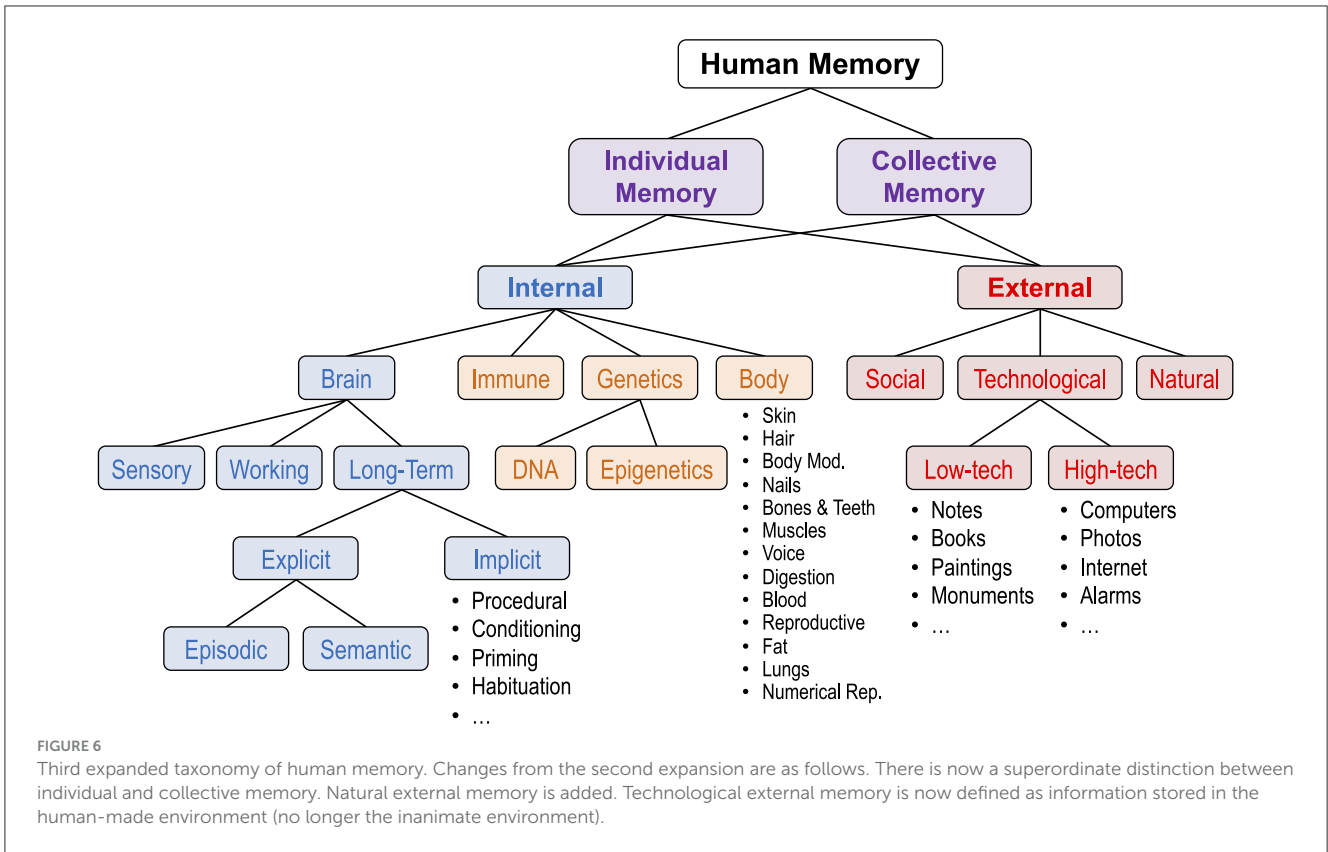 Human Memory
Individual
Memory
Collective
Memory
Internal
External
Brain
Immune
Genetics
Body
Social
Technological
Natural
Sensory
Working
Long-Term
DNA
Epigenetics
• Skin
• Hair
• Body Mod.
• Nails
• Bones & Teeth
• Muscles
• Voice
• Digestion
• Blood
• Reproductive
• Fat
• Lungs
• Numerical Rep.
Low-tech
High-tech
• Notes
• Books
• Paintings
• Monuments
• ...
• Computers
• Photos
• Internet
• Alarms
• ...
Explicit
Implicit
• Procedural
• Conditioning
• Priming
• Habituation
• ...
Episodic
Semantic
FIGURE 6
Third expanded taxonomy of human memory. Changes from the second expansion are as follows. There is now a superordinate distinction between
individual and collective memory. Natural external memory is added. Technological external memory is now defined as information stored in the
human-made environment (no longer the inanimate environment).